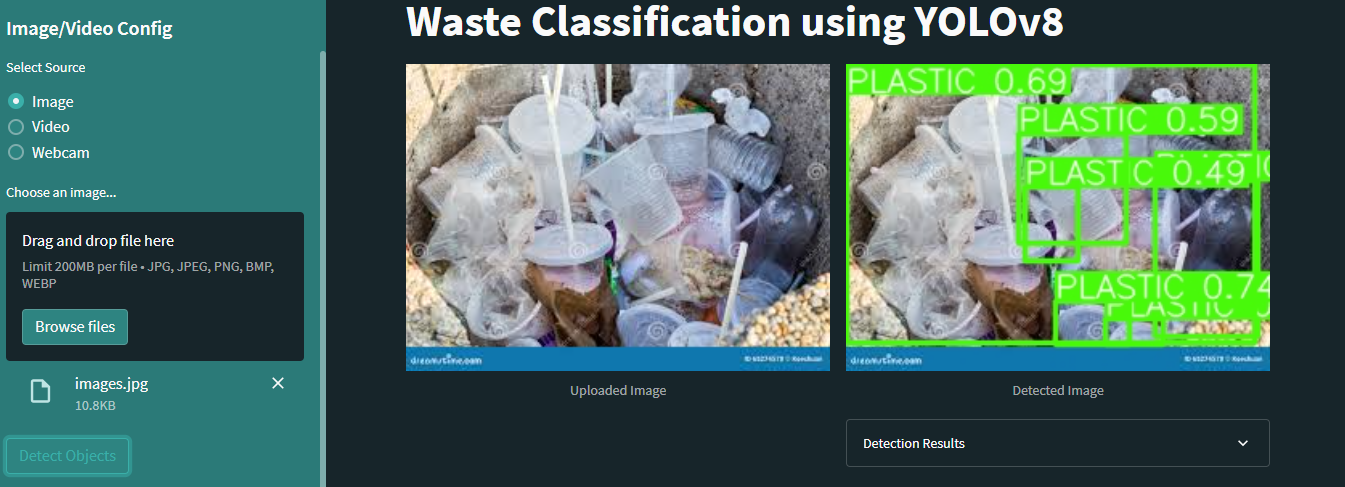 Image/Video Config
Select Source
Image
Video
Webcam
Choose an image...
Drag and drop file here
Limit 200MB per file • JPG, JPEG, PNG, BMP,
WEBP
Browse files
images.jpg
10.8KB
Detect Objects
Waste Classification using YOLOv8
dreamstime.com
Uploaded Image
PLASTIC 0.69
PLASTIC 0.59
PLASTIC 0.49
PLASTIC 0.74
PLASTIC
dreamstime.com
Detected Image
Detection Results